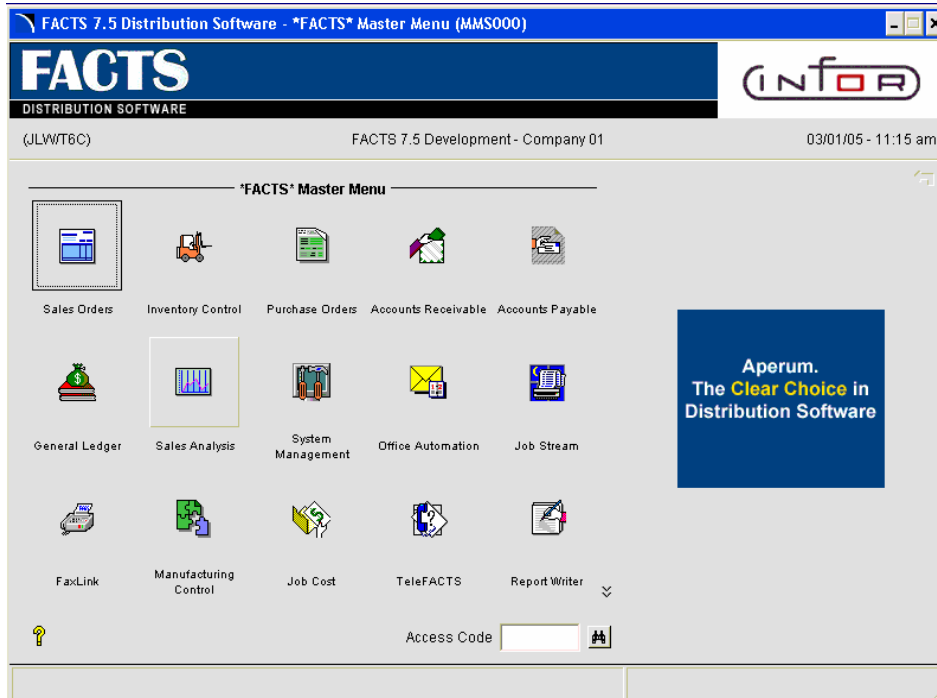 FACTS 7.5 Distribution Software - *FACTS* Master Menu (MMS000)
FACTS
DISTRIBUTION SOFTWARE
infor
(JLW/T6C)
FACTS 7.5 Development - Company 01
03/01/05 - 11:15 am
*FACTS* Master Menu
Sales Orders
Inventory Control
Purchase Orders
Accounts Receivable
Accounts Payable
General Ledger
Sales Analysis
System
Management
Office Automation
Job Stream
FaxLink
Manufacturing
Control
Job Cost
TeleFACTS
Report Writer
Aperum.
The Clear Choice in
Distribution Software
Access Code